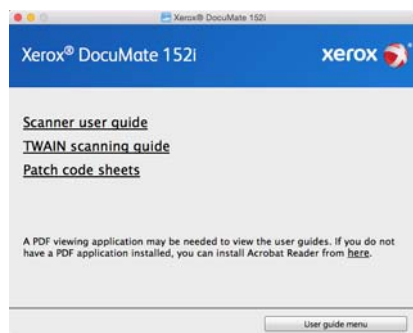 Xerox® DocuMate 152i
Xerox® DocuMate 152i
xerox
Scanner user guide
TWAIN scanning guide
Patch code sheets
A PDF viewing application may be needed to view the user guides. If you do not
have a PDF application installed, you can install Acrobat Reader from here.
User guide menu